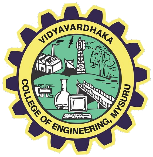 VIDYAVARDHAKA
COLLEGE OF ENGINEERING, MYSURU